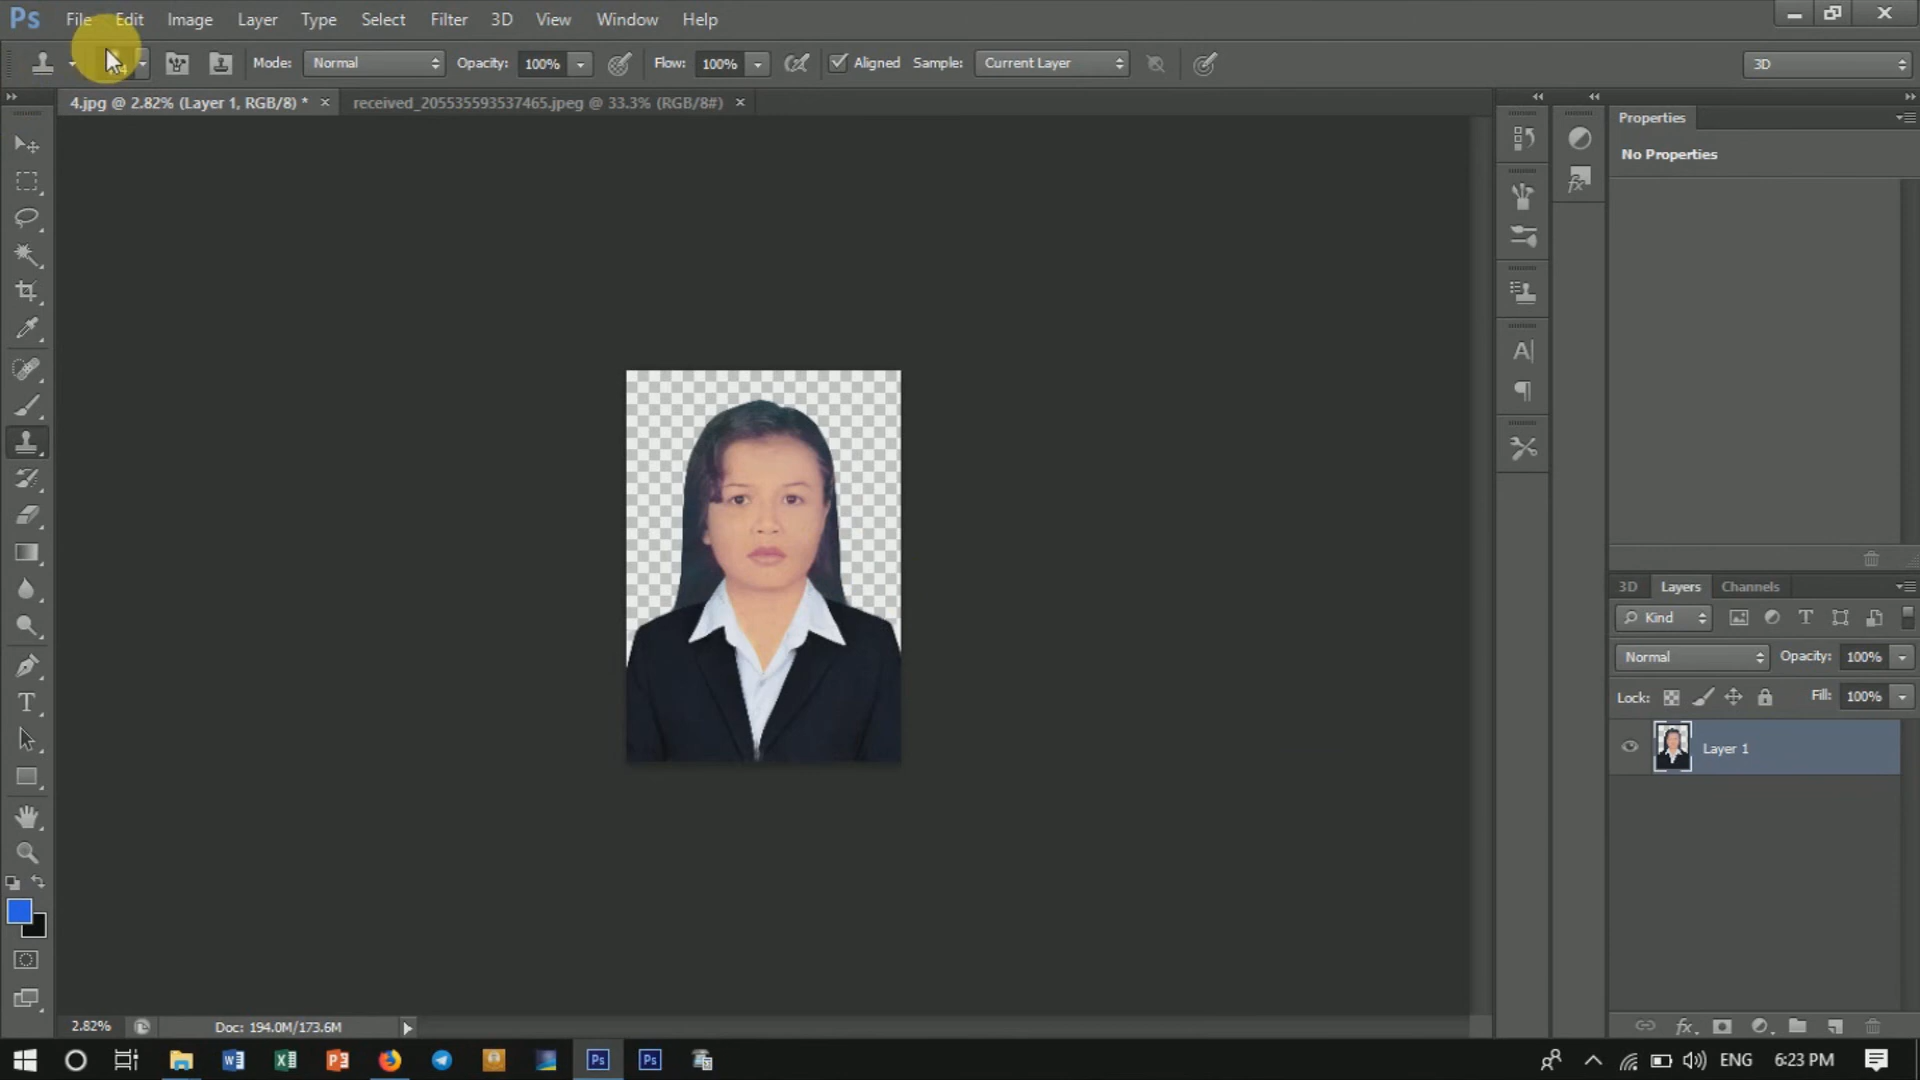 Ps File Edit Image Layer Type Select Filter 3D View Window Help
Mode: Normal Opacity: 100% Flow: 100% Aligned Sample: Current Layer 3D
4.jpg @ 2.82% (Layer 1, RGB/8) * × received_205535593537465.jpeg @ 33.3% (RGB/8#) ×
Properties
No Properties
3D Layers Channels
Kind
Normal Opacity: 100%
Lock: Fill: 100%
Layer 1
2.82% Doc: 194.0M/173.6M
ENG 6:23 PM